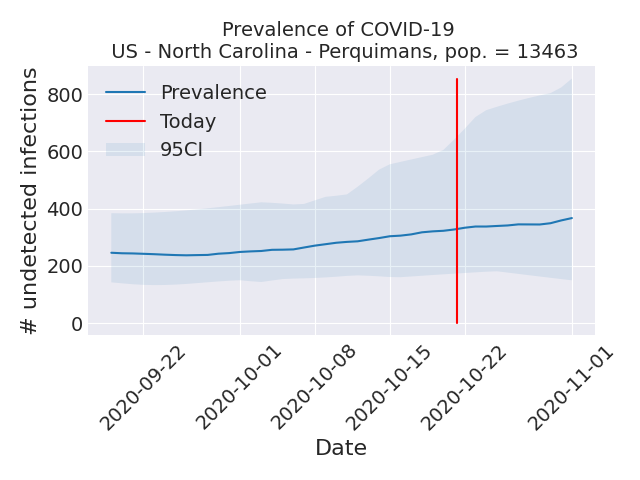 Prevalence of COVID-19
US - North Carolina - Perquimans, pop. = 13463
# undetected infections
800
600
400
200
0
Prevalence
Today
95CI
2020-09-22
2020-10-01
2020-10-08
2020-10-15
2020-10-22
2020-11-01
Date